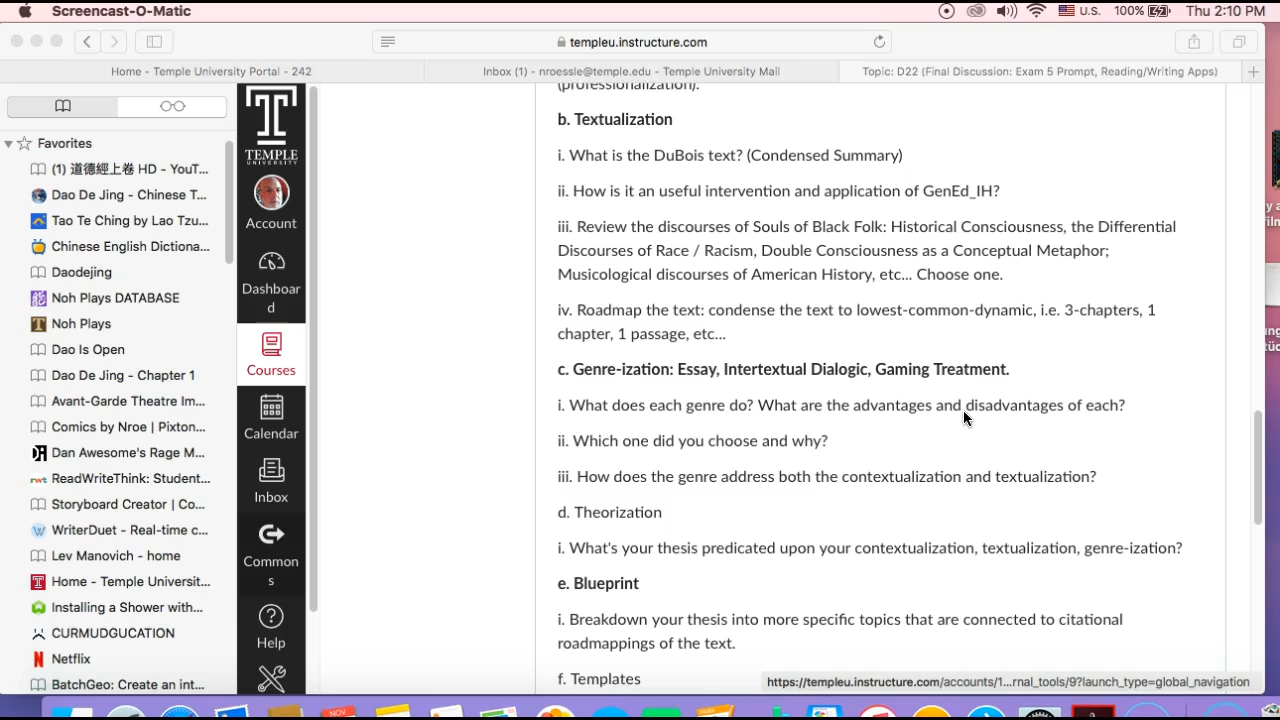 Screencast-O-Matic
U.S. 100% Thu 2:10 PM
templeu.instructure.com
Home - Temple University Portal - 242
Inbox (1) - nroessle@temple.edu - Temple University Mail
Topic: D22 (Final Discussion: Exam 5 Prompt, Reading/Writing Apps)
Favorites
(1) 道德經上卷 HD - YouT...
Dao De Jing - Chinese T...
Tao Te Ching by Lao Tzu...
Chinese English Dictiona...
Daodejing
Noh Plays DATABASE
Noh Plays
Dao Is Open
Dao De Jing - Chapter 1
Avant-Garde Theatre Im...
Comics by Nroe | Pixton...
Dan Awesome's Rage M...
ReadWriteThink: Student...
Storyboard Creator | Co...
WriterDuet - Real-time c...
Lev Manovich - home
Home - Temple Universit...
Installing a Shower with...
CURMUDGUCATION
Netflix
BatchGeo: Create an int...
TEMPLE
UNIVERSITY
Account
Dashboar
d
Courses
Calendar
Inbox
Common
s
Help
(professionalization).
b. Textualization
i. What is the DuBois text? (Condensed Summary)
ii. How is it an useful intervention and application of GenEd_IH?
iii. Review the discourses of Souls of Black Folk: Historical Consciousness, the Differential
Discourses of Race / Racism, Double Consciousness as a Conceptual Metaphor;
Musicological discourses of American History, etc... Choose one.
iv. Roadmap the text: condense the text to lowest-common-dynamic, i.e. 3-chapters, 1
chapter, 1 passage, etc...
c. Genre-ization: Essay, Intertextual Dialogic, Gaming Treatment.
i. What does each genre do? What are the advantages and disadvantages of each?
ii. Which one did you choose and why?
iii. How does the genre address both the contextualization and textualization?
d. Theorization
i. What's your thesis predicated upon your contextualization, textualization, genre-ization?
e. Blueprint
i. Breakdown your thesis into more specific topics that are connected to citational
roadmappings of the text.
f. Templates
https://templeu.instructure.com/accounts/1...rnal_tools/9?launch_type=global_navigation
NOV